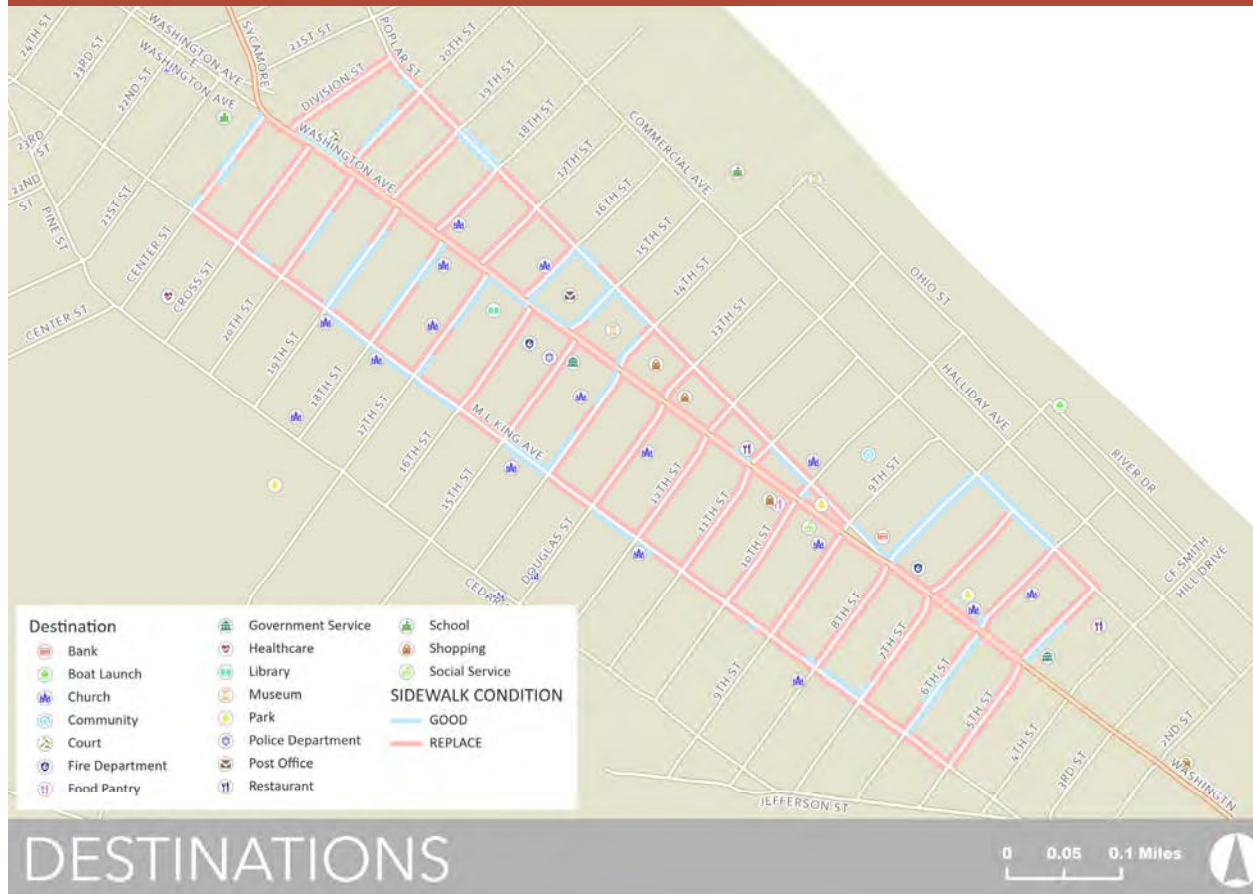 24TH ST
23RD ST
22ND ST
WASHINGTON AVE
WASHINGTON AVE
E
WASHINGTON AVE
SYCAMORE
21ST ST
POPLAR ST
20TH ST
19TH ST
18TH ST
17TH ST
16TH ST
15TH ST
14TH ST
13TH ST
COMMERCIAL AVE
DIVISION ST
WASHINGTON AVE
23RD
ST
22ND
ST
PINE ST
21ST ST
CENTER ST
CROSS ST
CENTER ST
20TH ST
19TH ST
18TH ST
17TH ST
16TH ST
15TH ST
M L KING AVE
DOUGLAS ST
CEDAR
12TH ST
11TH ST
10TH ST
9TH ST
8TH ST
7TH ST
6TH ST
5TH ST
4TH ST
3RD ST
2ND ST
9TH ST
OHIO ST
HALLIDAY AVE
RIVER DR
CF SMITH
HILL DRIVE
WASHINGTN
JEFFERSON ST
Destination
Bank
Boat Launch
Church
Community
Court
Fire Department
Food Pantry
Government Service
Healthcare
Library
Museum
Park
Police Department
Post Office
Restaurant
School
Shopping
Social Service
SIDEWALK CONDITION
GOOD
REPLACE
DESTINATIONS
0 0.05 0.1 Miles